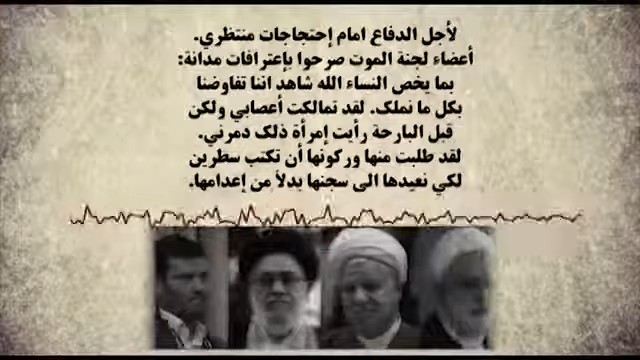 لأجل الدفاع امام إحتجاجات منتظري.
أعضاء لجنة الموت صرحوا بإعترافات مدانة:
بما يخص النساء الله شاهد اننا تفاوضنا
بكل ما نملك. لقد تمالكت أعصابي ولكن
قبل البارحة رأيت إمرأة ذلک دمرني.
لقد طلبت منها وركونها أن تكتب سطرين
لكي نعيدها الى سجنها بدلاً من إعدامها.